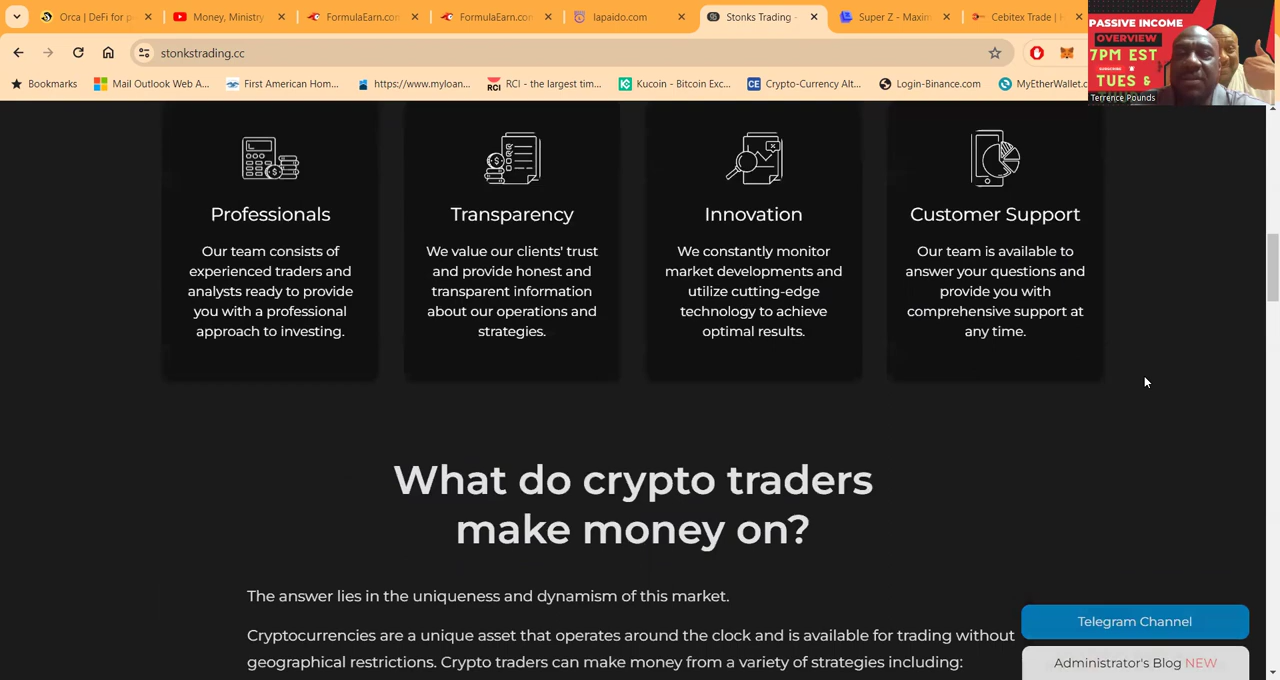 Orca | DeFi for p
Money, Ministry
FormulaEarn.con
FormulaEarn.con
lapaido.com
Stonks Trading -
Super Z - Maxim
Cebitex Trade | H
stonkstrading.cc
Bookmarks
Mail Outlook Web A...
First American Hom...
https://www.myloan...
RCI
RCI - the largest tim...
Kucoin - Bitcoin Exc...
CE
Crypto-Currency Alt...
Login-Binance.com
MyEtherWallet.c
PASSIVE INCOME
OVERVIEW
7PM EST
TUES &
Terrence Pounds
Professionals
Our team consists of
experienced traders and
analysts ready to provide
you with a professional
approach to investing.
Transparency
We value our clients' trust
and provide honest and
transparent information
about our operations and
strategies.
Innovation
We constantly monitor
market developments and
utilize cutting-edge
technology to achieve
optimal results.
Customer Support
Our team is available to
answer your questions and
provide you with
comprehensive support at
any time.
What do crypto traders
make money on?
The answer lies in the uniqueness and dynamism of this market.
Cryptocurrencies are a unique asset that operates around the clock and is available for trading without
geographical restrictions. Crypto traders can make money from a variety of strategies including:
Telegram Channel
Administrator's Blog NEW